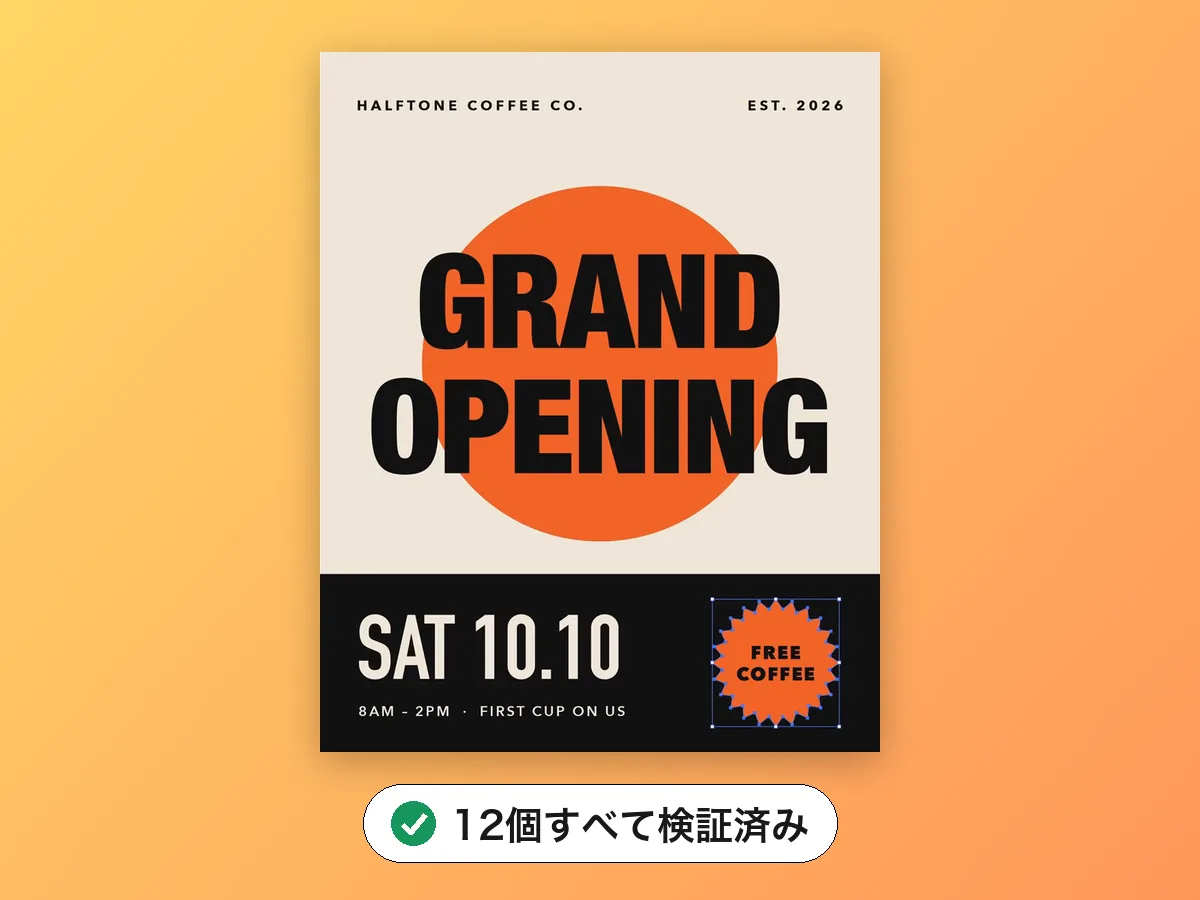 HALFTONE COFFEE CO.
EST. 2026
GRAND
OPENING
SAT 10.10
8AM – 2PM · FIRST CUP ON US
FREE
COFFEE
12個すべて検証済み